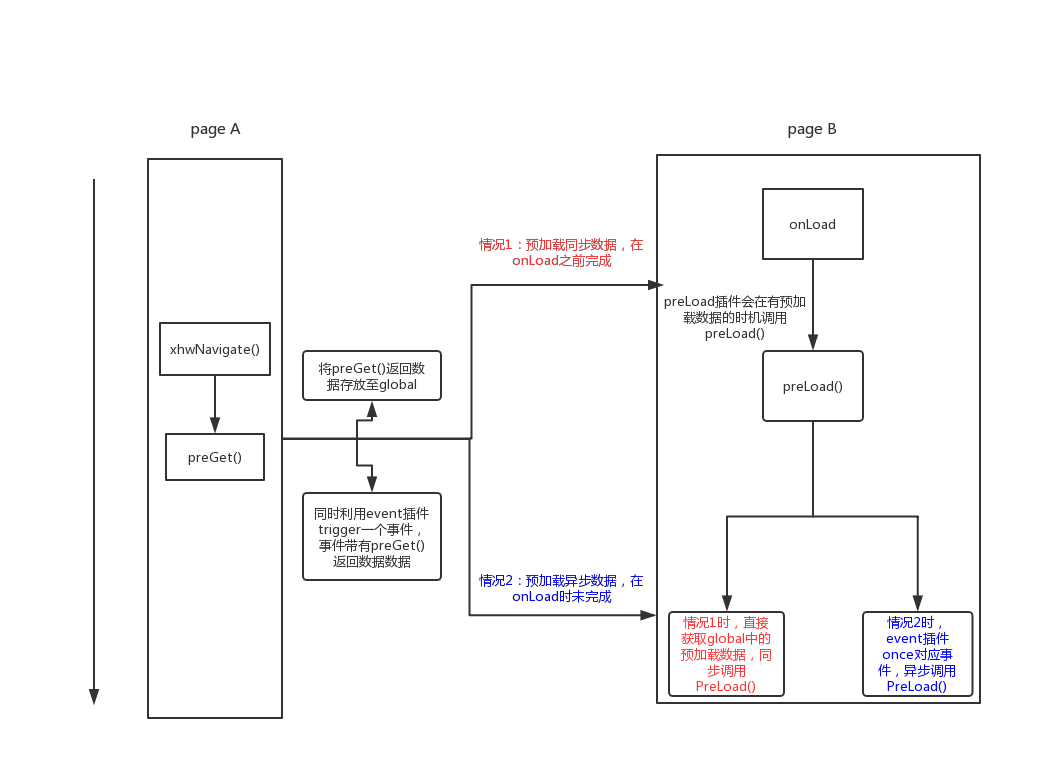 page A
page B
onLoad
情况1：预加载同步数据，在
onLoad之前完成
preLoad插件会在有预加
载数据的时机调用
preLoad()
xhwNavigate()
将preGet()返回数
据存放至global
preLoad()
preGet()
同时利用event插件
trigger一个事件，
事件带有preGet()
返回数据数据
情况2：预加载异步数据，在
onLoad时未完成
情况1时，直接
获取global中的
预加载数据，同
步调用
PreLoad()
情况2时，
event插件
once对应事
件，异步调用
PreLoad()